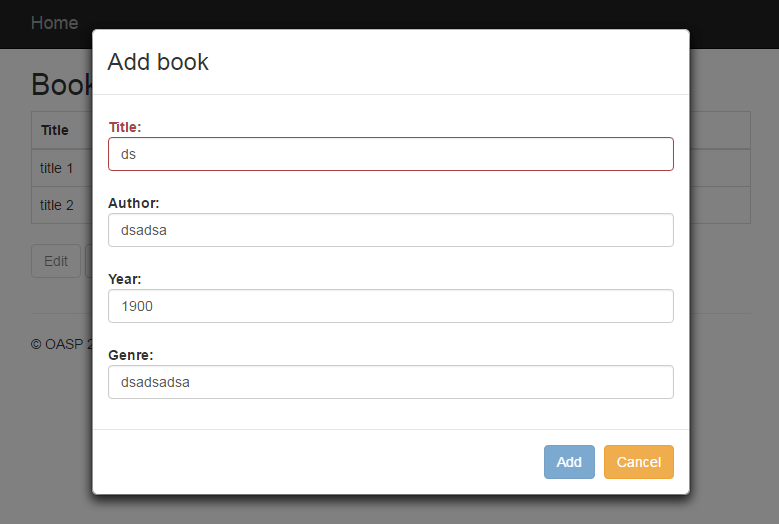 Home
Book
Add book
Title:
ds
Title
title 1
title 2
Author:
dsadsa
Edit
Year:
1900
© OASP 2
Genre:
dsadsadsa
Add Cancel